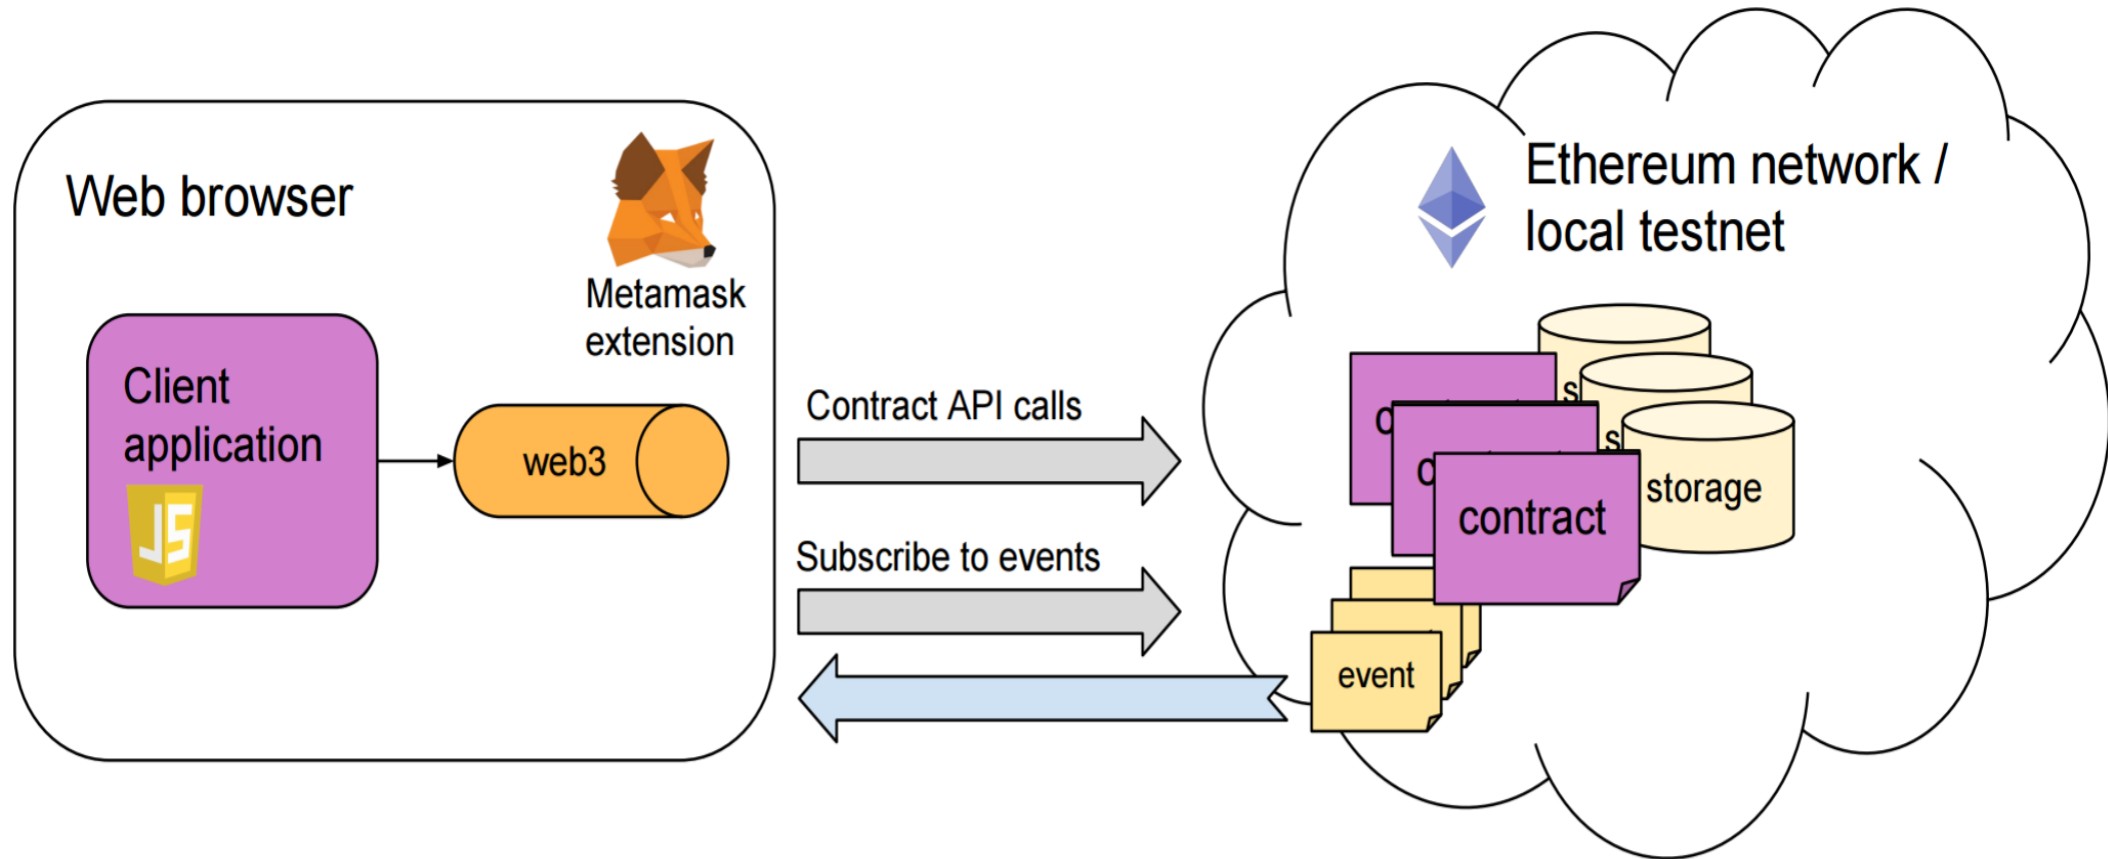 Web browser
Metamask
extension
Client
application
JS
web3
Contract API calls
Subscribe to events
Ethereum network /
local testnet
s
s
storage
c
c
contract
event